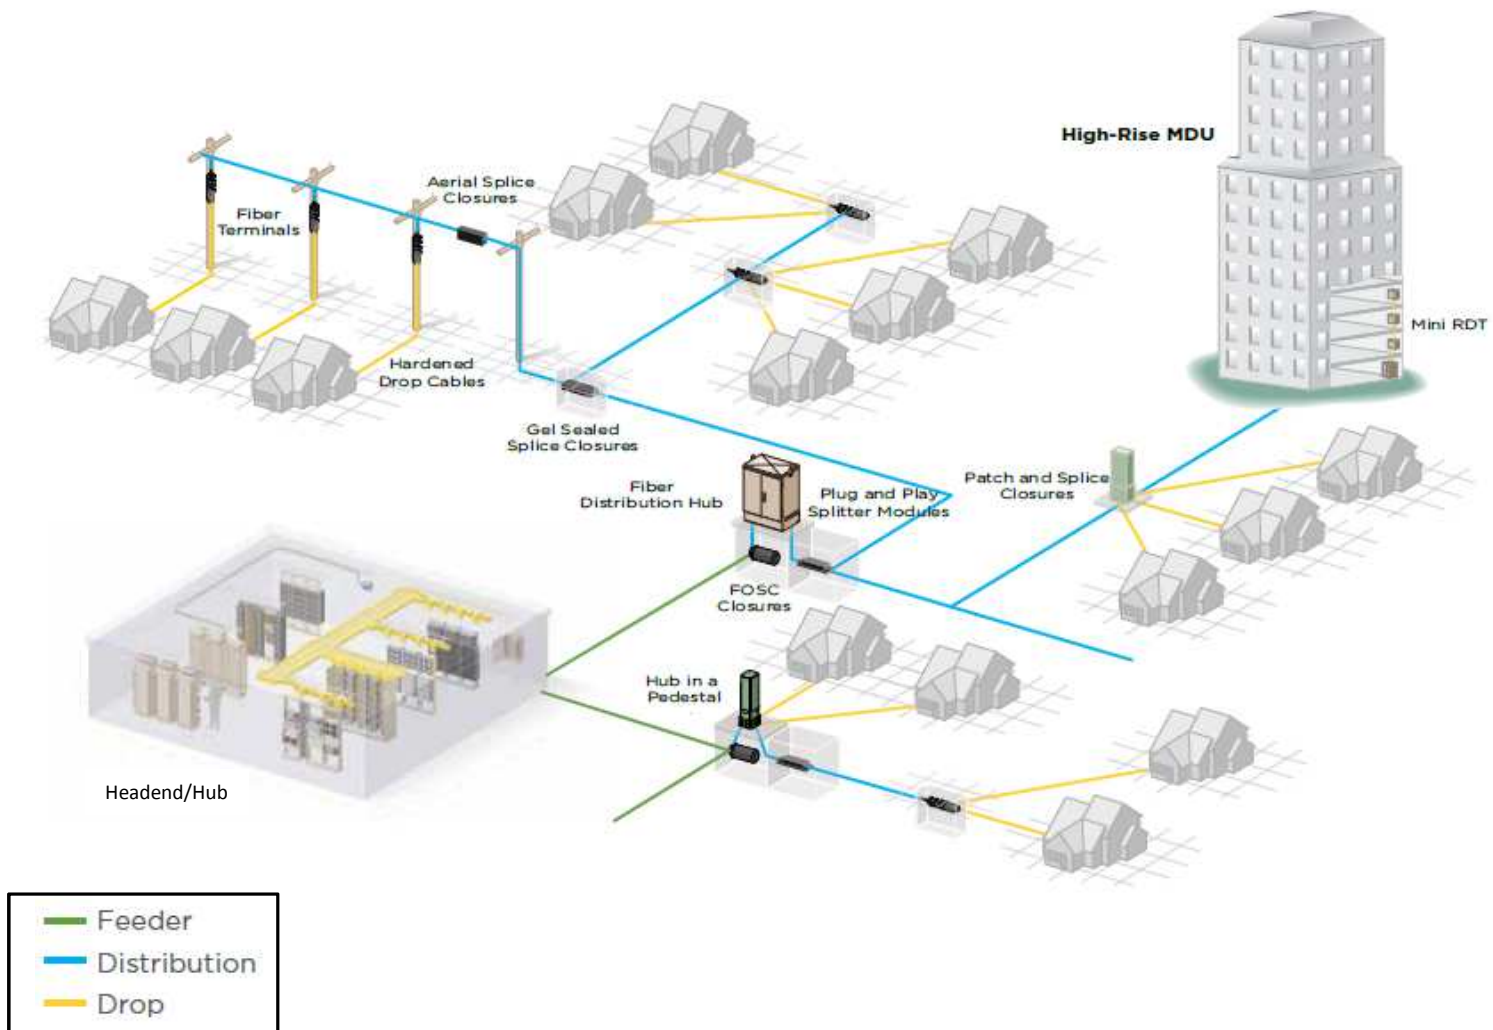 High-Rise MDU
Aerial Splice
Closures
Fiber
Terminals
Mini RDT
Hardened
Drop Cables
Gel Sealed
Splice Closures
Fiber
Distribution Hub
Plug and Play
Splitter Modules
Patch and Splice
Closures
FOSC
Closures
Hub in a
Pedestal
Headend/Hub
Feeder
Distribution
Drop